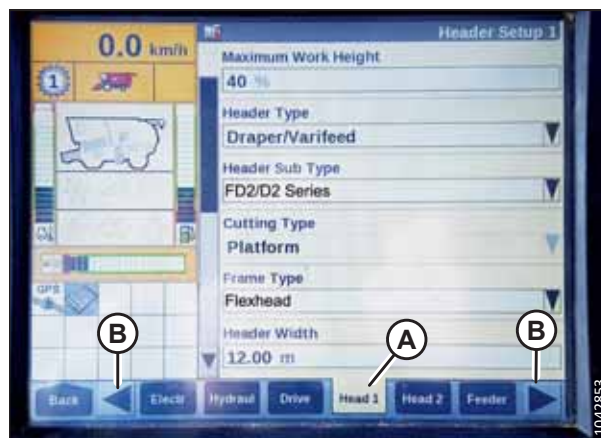 0.0 km/h
Header Setup 1
1
Maximum Work Height
40 %
Header Type
Draper/Varifeed
Header Sub Type
FD2/D2 Series
Cutting Type
Platform
Frame Type
Flexhead
Header Width
12.00 m
GPS
B
A
B
Back
Electr
Hydraul
Drive
Head 1
Head 2
Feeder
1042853